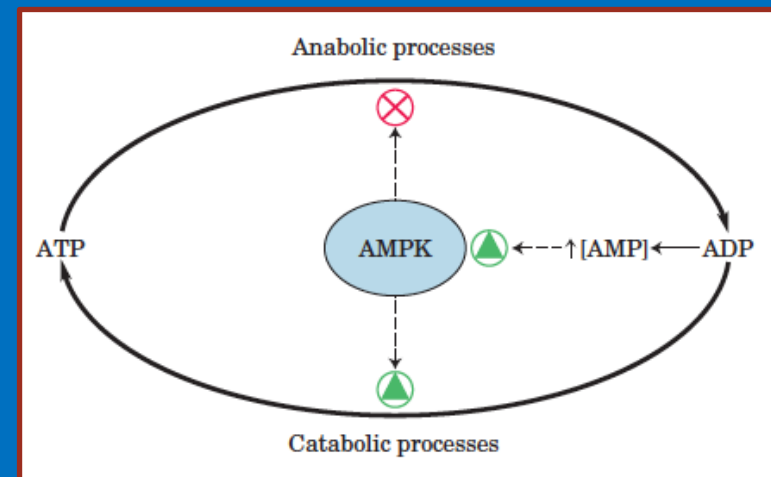 Anabolic processes
ATP
AMPK
↑[AMP]
ADP
Catabolic processes